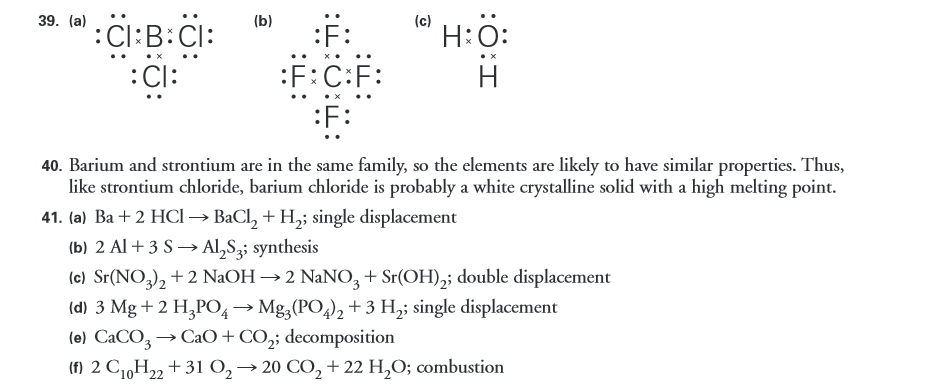 39. (a) :Cl:B:Cl: (b) :F: (c) H:O:
:Cl: :F:C:F: H
:F:
40. Barium and strontium are in the same family, so the elements are likely to have similar properties. Thus,
like strontium chloride, barium chloride is probably a white crystalline solid with a high melting point.
41. (a) Ba + 2 HCl → BaCl₂ + H₂; single displacement
(b) 2 Al + 3 S → Al₂S₃; synthesis
(c) Sr(NO₃)₂ + 2 NaOH → 2 NaNO₃ + Sr(OH)₂; double displacement
(d) 3 Mg + 2 H₃PO₄ → Mg₃(PO₄)₂ + 3 H₂; single displacement
(e) CaCO₃ → CaO + CO₂; decomposition
(f) 2 C₁₀H₂₂ + 31 O₂ → 20 CO₂ + 22 H₂O; combustion